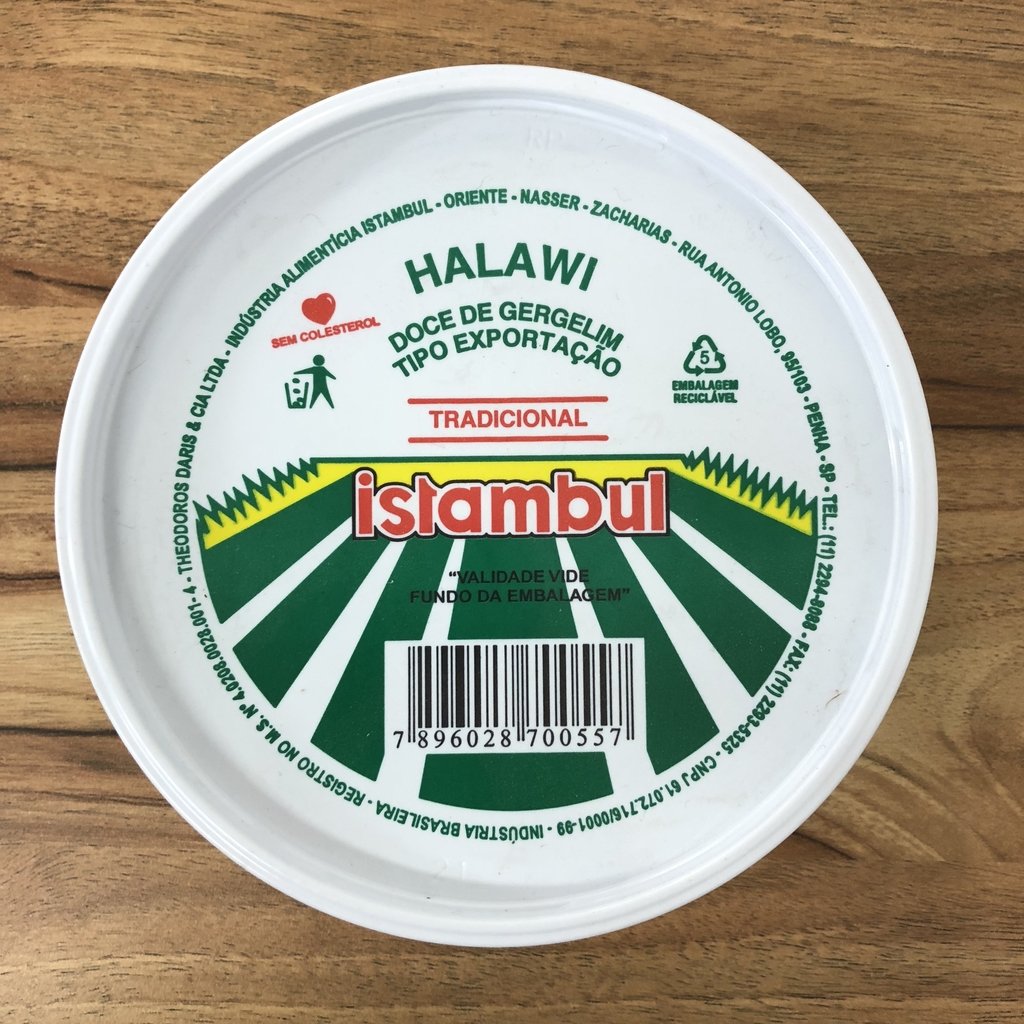 THEODOROS DARIS & CIA LTDA - INDÚSTRIA ALIMENTÍCIA ISTAMBUL - ORIENTE - NASSER - ZACHARIAS - RUA ANTONIO LOBO, 95/103 - PENHA - SP - TEL.: (11) 2294-8088 - FAX: (11) 2293-5325 - CNPJ 61.072.716/0001-99 - INDÚSTRIA BRASILEIRA - REGISTRO NO M.S. Nº 4.0208.0028.001-4 -
HALAWI
DOCE DE GERGELIM
TIPO EXPORTAÇÃO
SEM COLESTEROL
5
EMBALAGEM
RECICLÁVEL
TRADICIONAL
istambul
"VALIDADE VIDE
FUNDO DA EMBALAGEM"
7 896028 700557